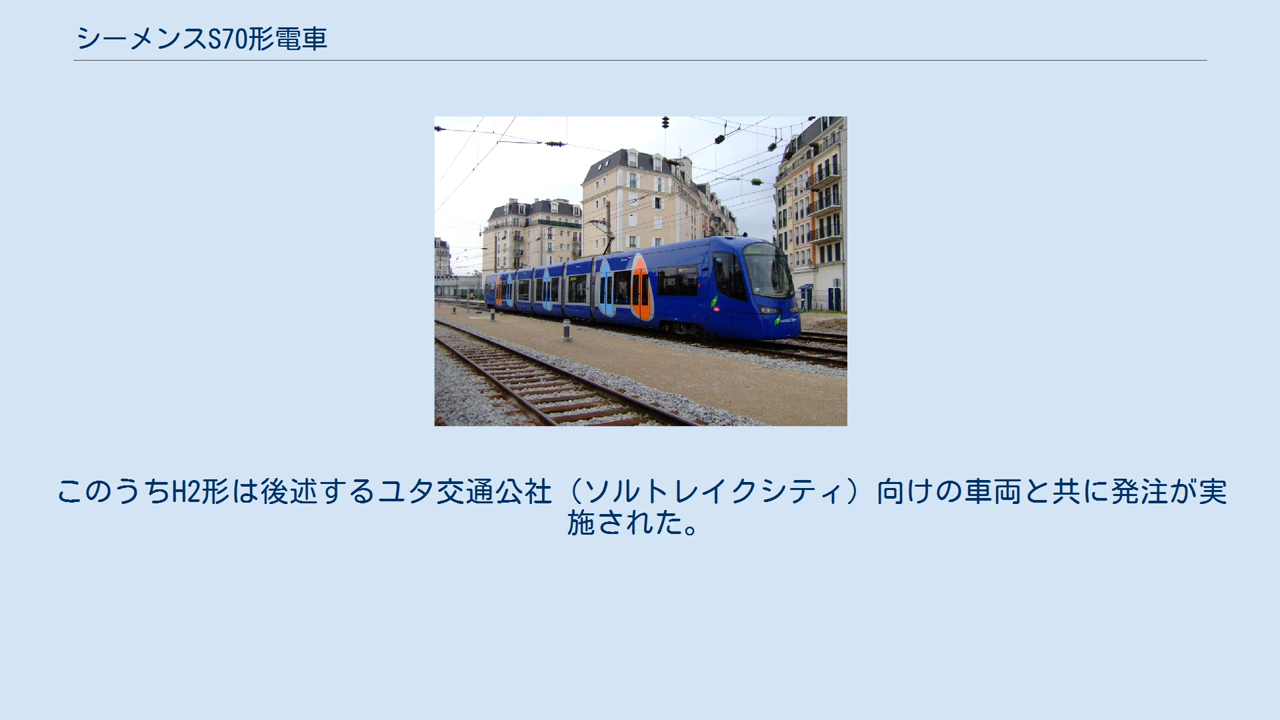 シーメンスS70形電車
このうちH2形は後述するユタ交通公社（ソルトレイクシティ）向けの車両と共に発注が実
施された。